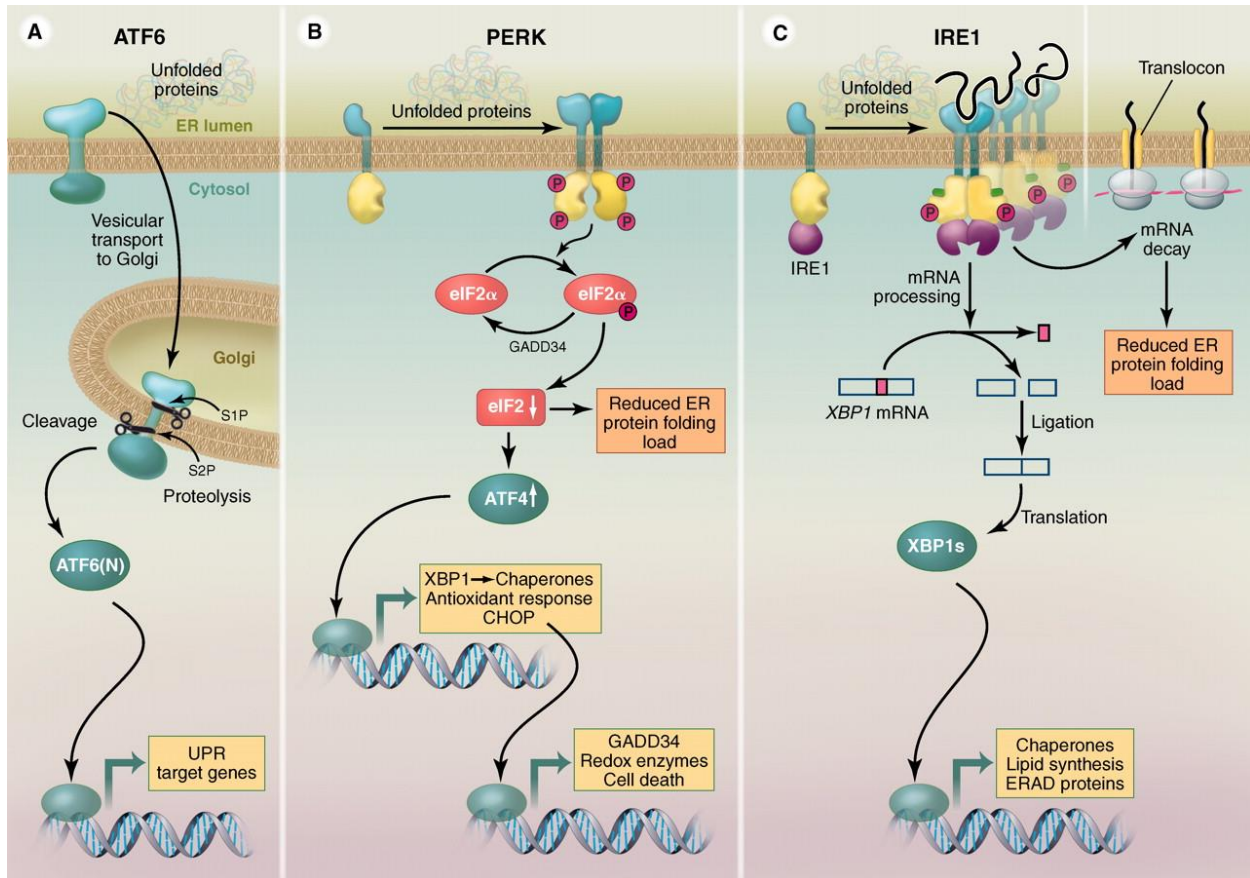 A
ATF6
Unfolded
proteins
ER lumen
Cytosol
Vesicular
transport
to Golgi
Golgi
Cleavage
S1P
S2P
Proteolysis
ATF6(N)
UPR
target genes
B
PERK
Unfolded proteins
P
P
P
P
eIF2α
eIF2α
P
GADD34
eIF2
Reduced ER
protein folding
load
ATF4
XBP1→Chaperones
Antioxidant response
CHOP
GADD34
Redox enzymes
Cell death
C
IRE1
Unfolded
proteins
Translocon
P
P
P
P
IRE1
mRNA
processing
mRNA
decay
XBP1 mRNA
Reduced ER
protein folding
load
Ligation
Translation
XBP1s
Chaperones
Lipid synthesis
ERAD proteins